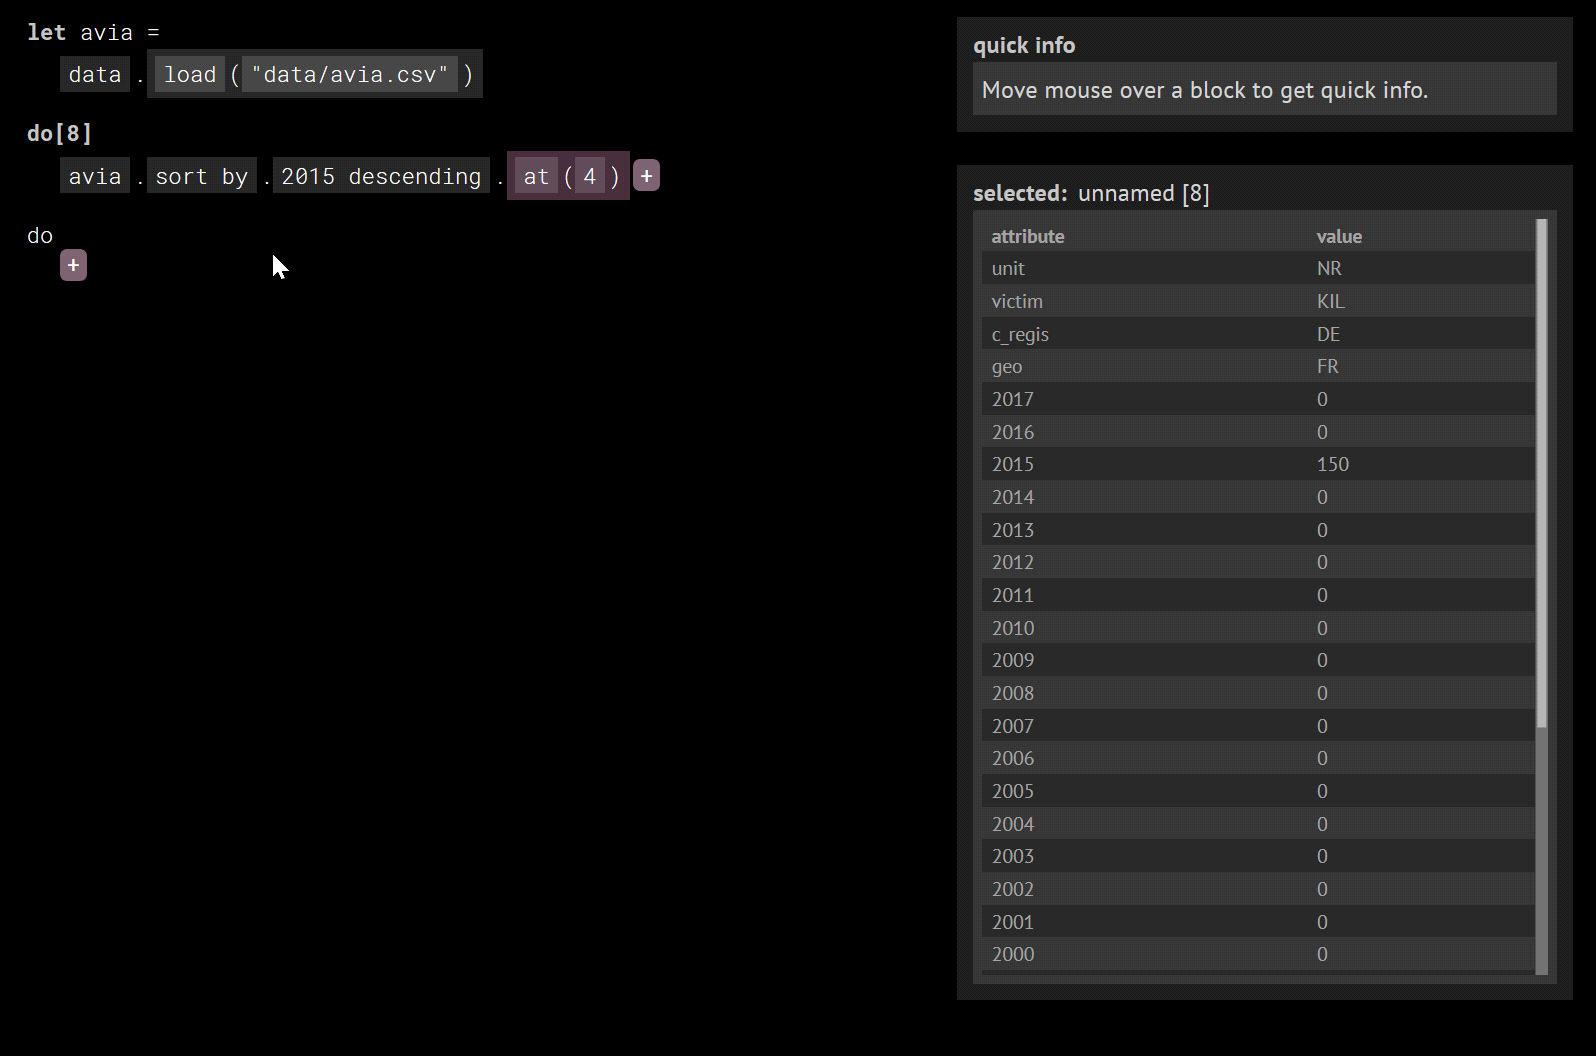 let avia =
data . load ( "data/avia.csv" )
do[8]
avia . sort by . 2015 descending . at ( 4 ) +
do
+
quick info
Move mouse over a block to get quick info.
selected: unnamed [8]
attribute value
unit NR
victim KIL
c_regis DE
geo FR
2017 0
2016 0
2015 150
2014 0
2013 0
2012 0
2011 0
2010 0
2009 0
2008 0
2007 0
2006 0
2005 0
2004 0
2003 0
2002 0
2001 0
2000 0